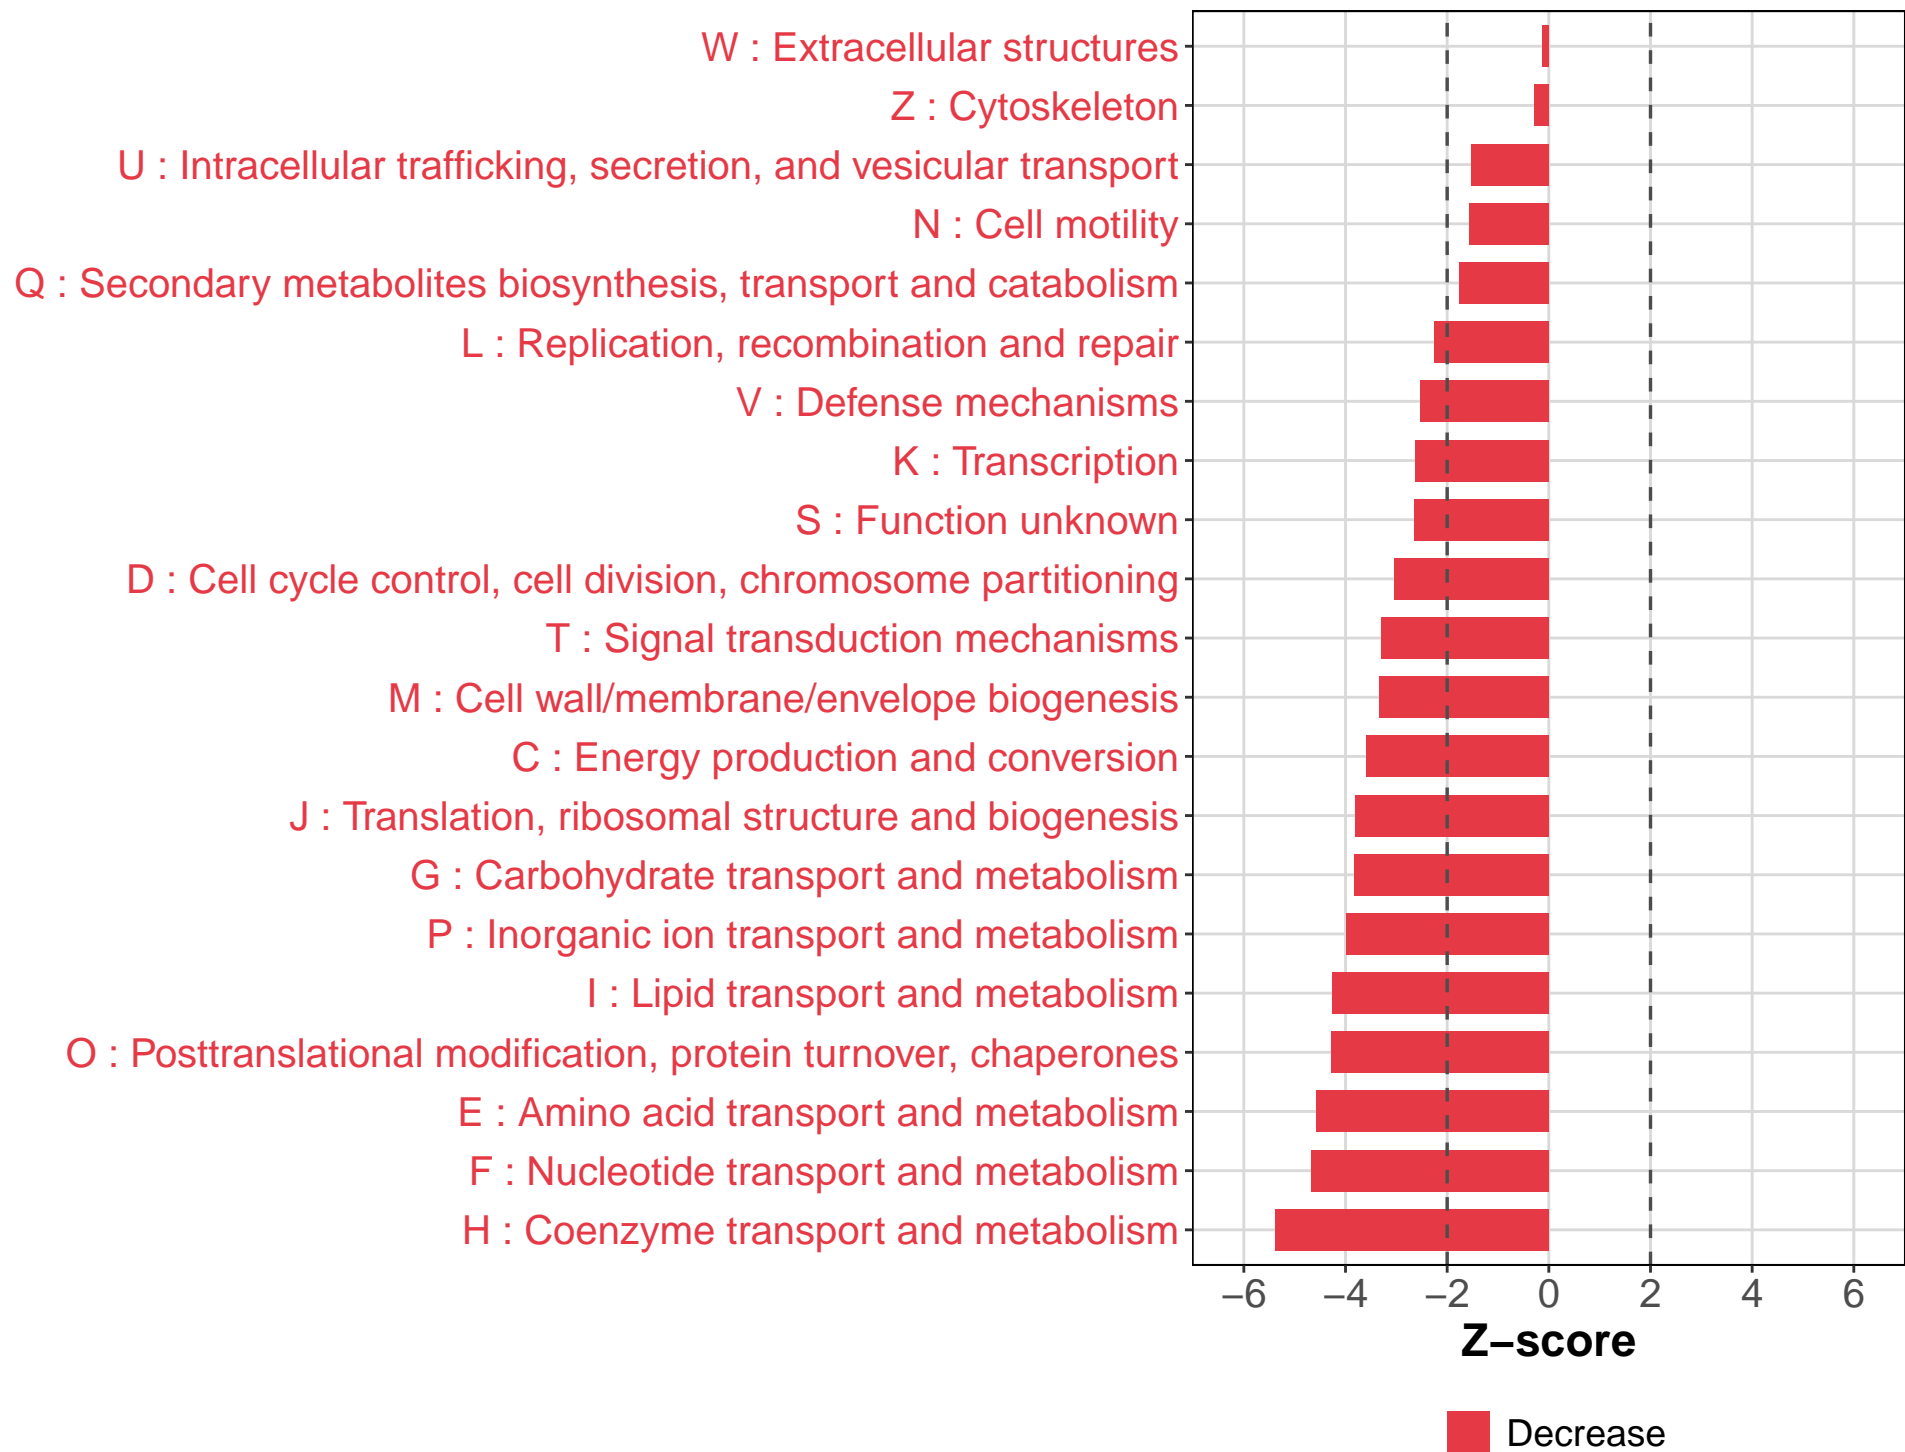 W : Extracellular structures
Z : Cytoskeleton
U : Intracellular trafficking, secretion, and vesicular transport
N : Cell motility
Q : Secondary metabolites biosynthesis, transport and catabolism
L : Replication, recombination and repair
V : Defense mechanisms
K : Transcription
S : Function unknown
D : Cell cycle control, cell division, chromosome partitioning
T : Signal transduction mechanisms
M : Cell wall/membrane/envelope biogenesis
C : Energy production and conversion
J : Translation, ribosomal structure and biogenesis
G : Carbohydrate transport and metabolism
P : Inorganic ion transport and metabolism
I : Lipid transport and metabolism
O : Posttranslational modification, protein turnover, chaperones
E : Amino acid transport and metabolism
F : Nucleotide transport and metabolism
H : Coenzyme transport and metabolism
−6 −4 −2 0 2 4 6
Z−score
Decrease